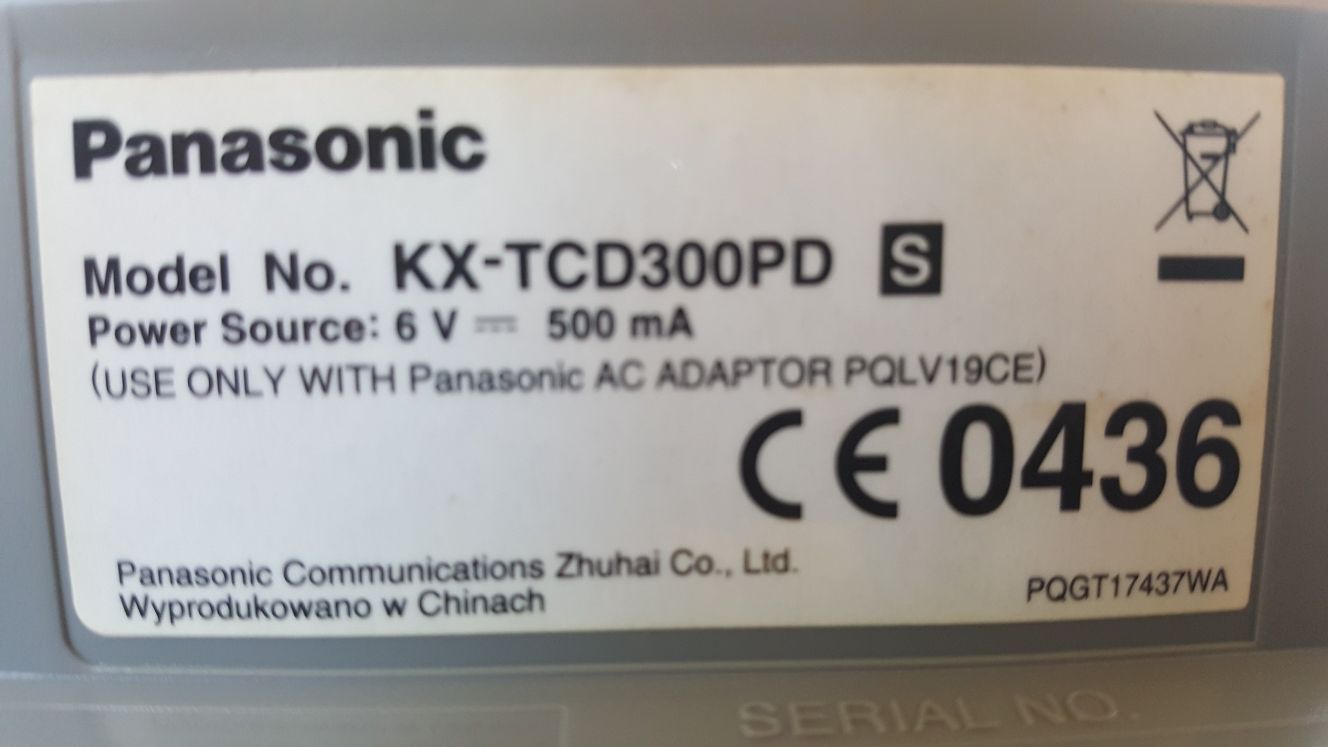 Panasonic
Model No. KX-TCD300PD S
Power Source: 6 V ⎓ 500 mA
(USE ONLY WITH Panasonic AC ADAPTOR PQLV19CE)
CE 0436
Panasonic Communications Zhuhai Co., Ltd.
Wyprodukowano w Chinach
PQGT17437WA
SERIAL NO.